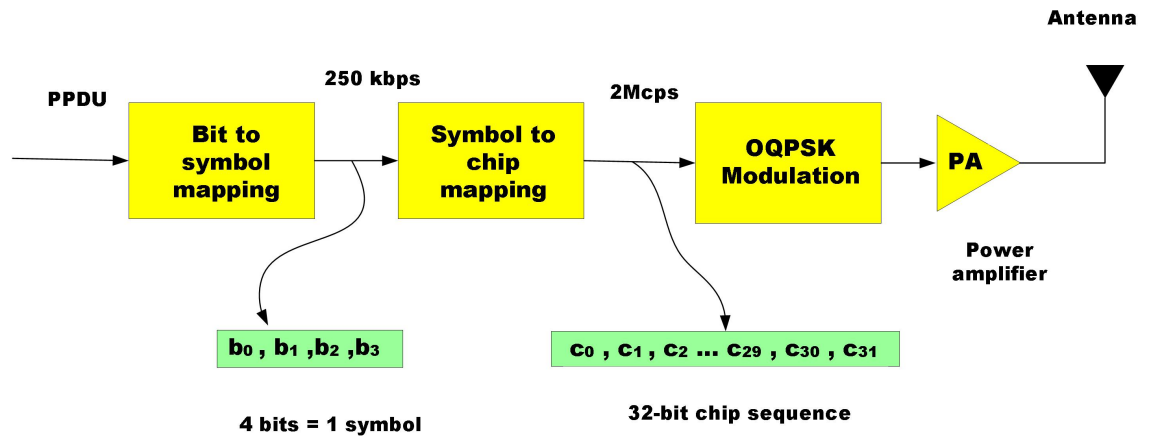 Antenna
250 kbps
PPDU
2Mcps
Bit to
symbol
mapping
Symbol to
chip
mapping
OQPSK
Modulation
PA
Power
amplifier
b0 , b1 ,b2 ,b3
c0 , c1 , c2 ... c29 , c30 , c31
4 bits = 1 symbol
32-bit chip sequence